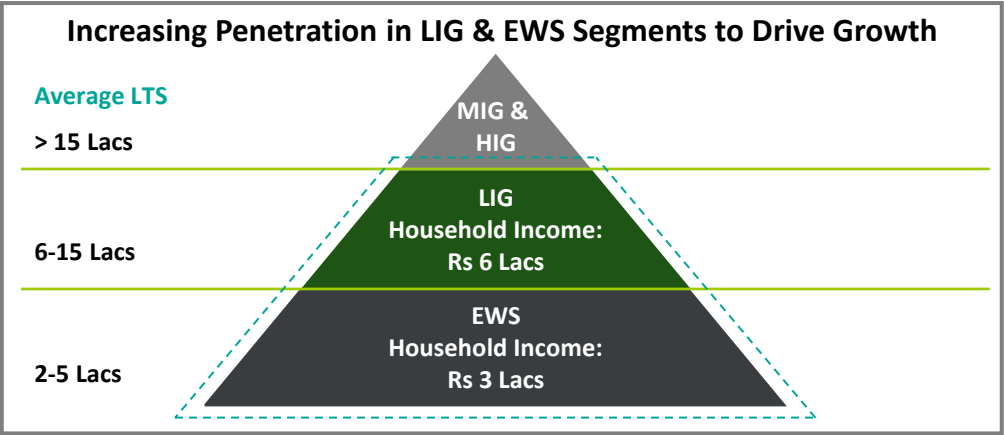 Increasing Penetration in LIG & EWS Segments to Drive Growth
Average LTS
> 15 Lacs
MIG &
HIG
6-15 Lacs
LIG
Household Income:
Rs 6 Lacs
2-5 Lacs
EWS
Household Income:
Rs 3 Lacs